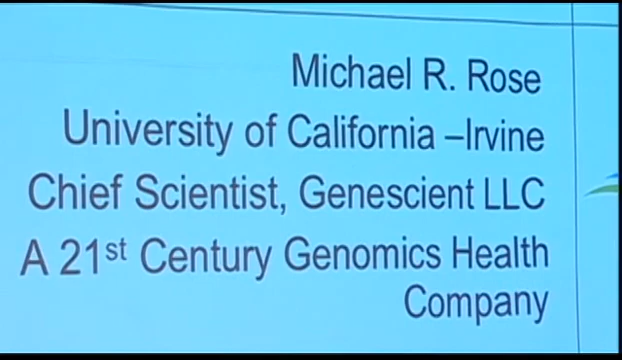 Michael R. Rose
University of California –Irvine
Chief Scientist, Genescient LLC
A 21st Century Genomics Health
Company